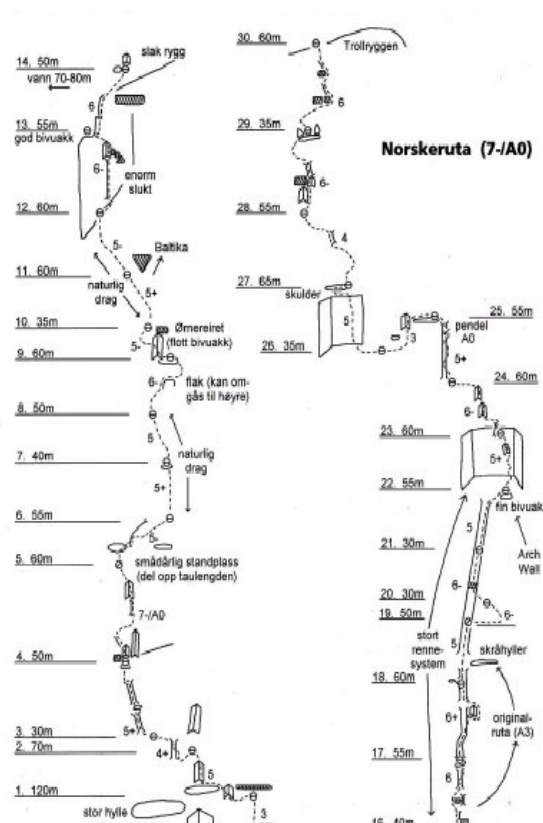 Norskeruta (7-/A0)
14. 50m
vann 70-80m
slak rygg
6
13. 55m
god bivuakk
6-
enorm
slukt
12. 60m
5-
Baltika
11. 60m
naturlig
drag
5+
10. 35m
Ørnereiret
(flott bivuakk)
5-
9. 60m
6-
flak (kan om-
gås til høyre)
8. 50m
5
naturlig
drag
7. 40m
5+
6. 55m
5-
5. 60m
smådårlig standplass
(del opp taulengden)
7-/A0
4. 50m
5+
3. 30m
2. 70m
4+
5
1. 120m
stor hylle
3
30. 60m
Trollryggen
6
29. 35m
6-
28. 55m
4
27. 65m
skulder
5
26. 35m
3
25. 55m
pendel
A0
5+
24. 60m
6-
23. 60m
5+
22. 55m
fin bivuak
5
Arch
Wall
21. 30m
6-
20. 30m
19. 50m
6-
stort
renne-
system
5
skråhyller
18. 60m
6+
original-
ruta (A3)
17. 55m
6
16. 40m